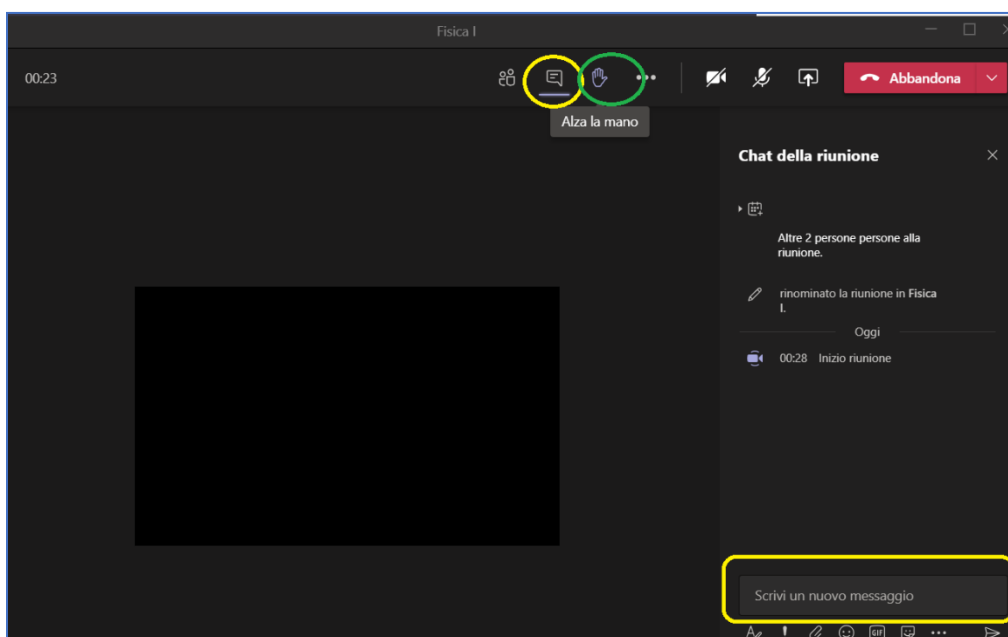 Fisica I
00:23
Abbandona
Alza la mano
Chat della riunione
Altre 2 persone persone alla
riunione.
rinominato la riunione in Fisica
I.
Oggi
00:28 Inizio riunione
Scrivi un nuovo messaggio
GIF